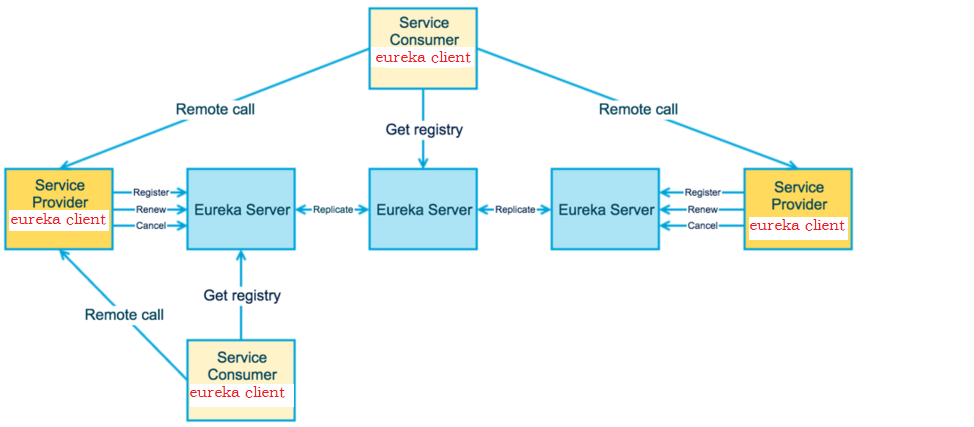 Service
Consumer
eureka client
Remote call
Remote call
Get registry
Service
Provider
eureka client
Register
Renew
Cancel
Eureka Server
Replicate
Eureka Server
Replicate
Eureka Server
Register
Renew
Cancel
Service
Provider
eureka client
Get registry
Remote call
Service
Consumer
eureka client